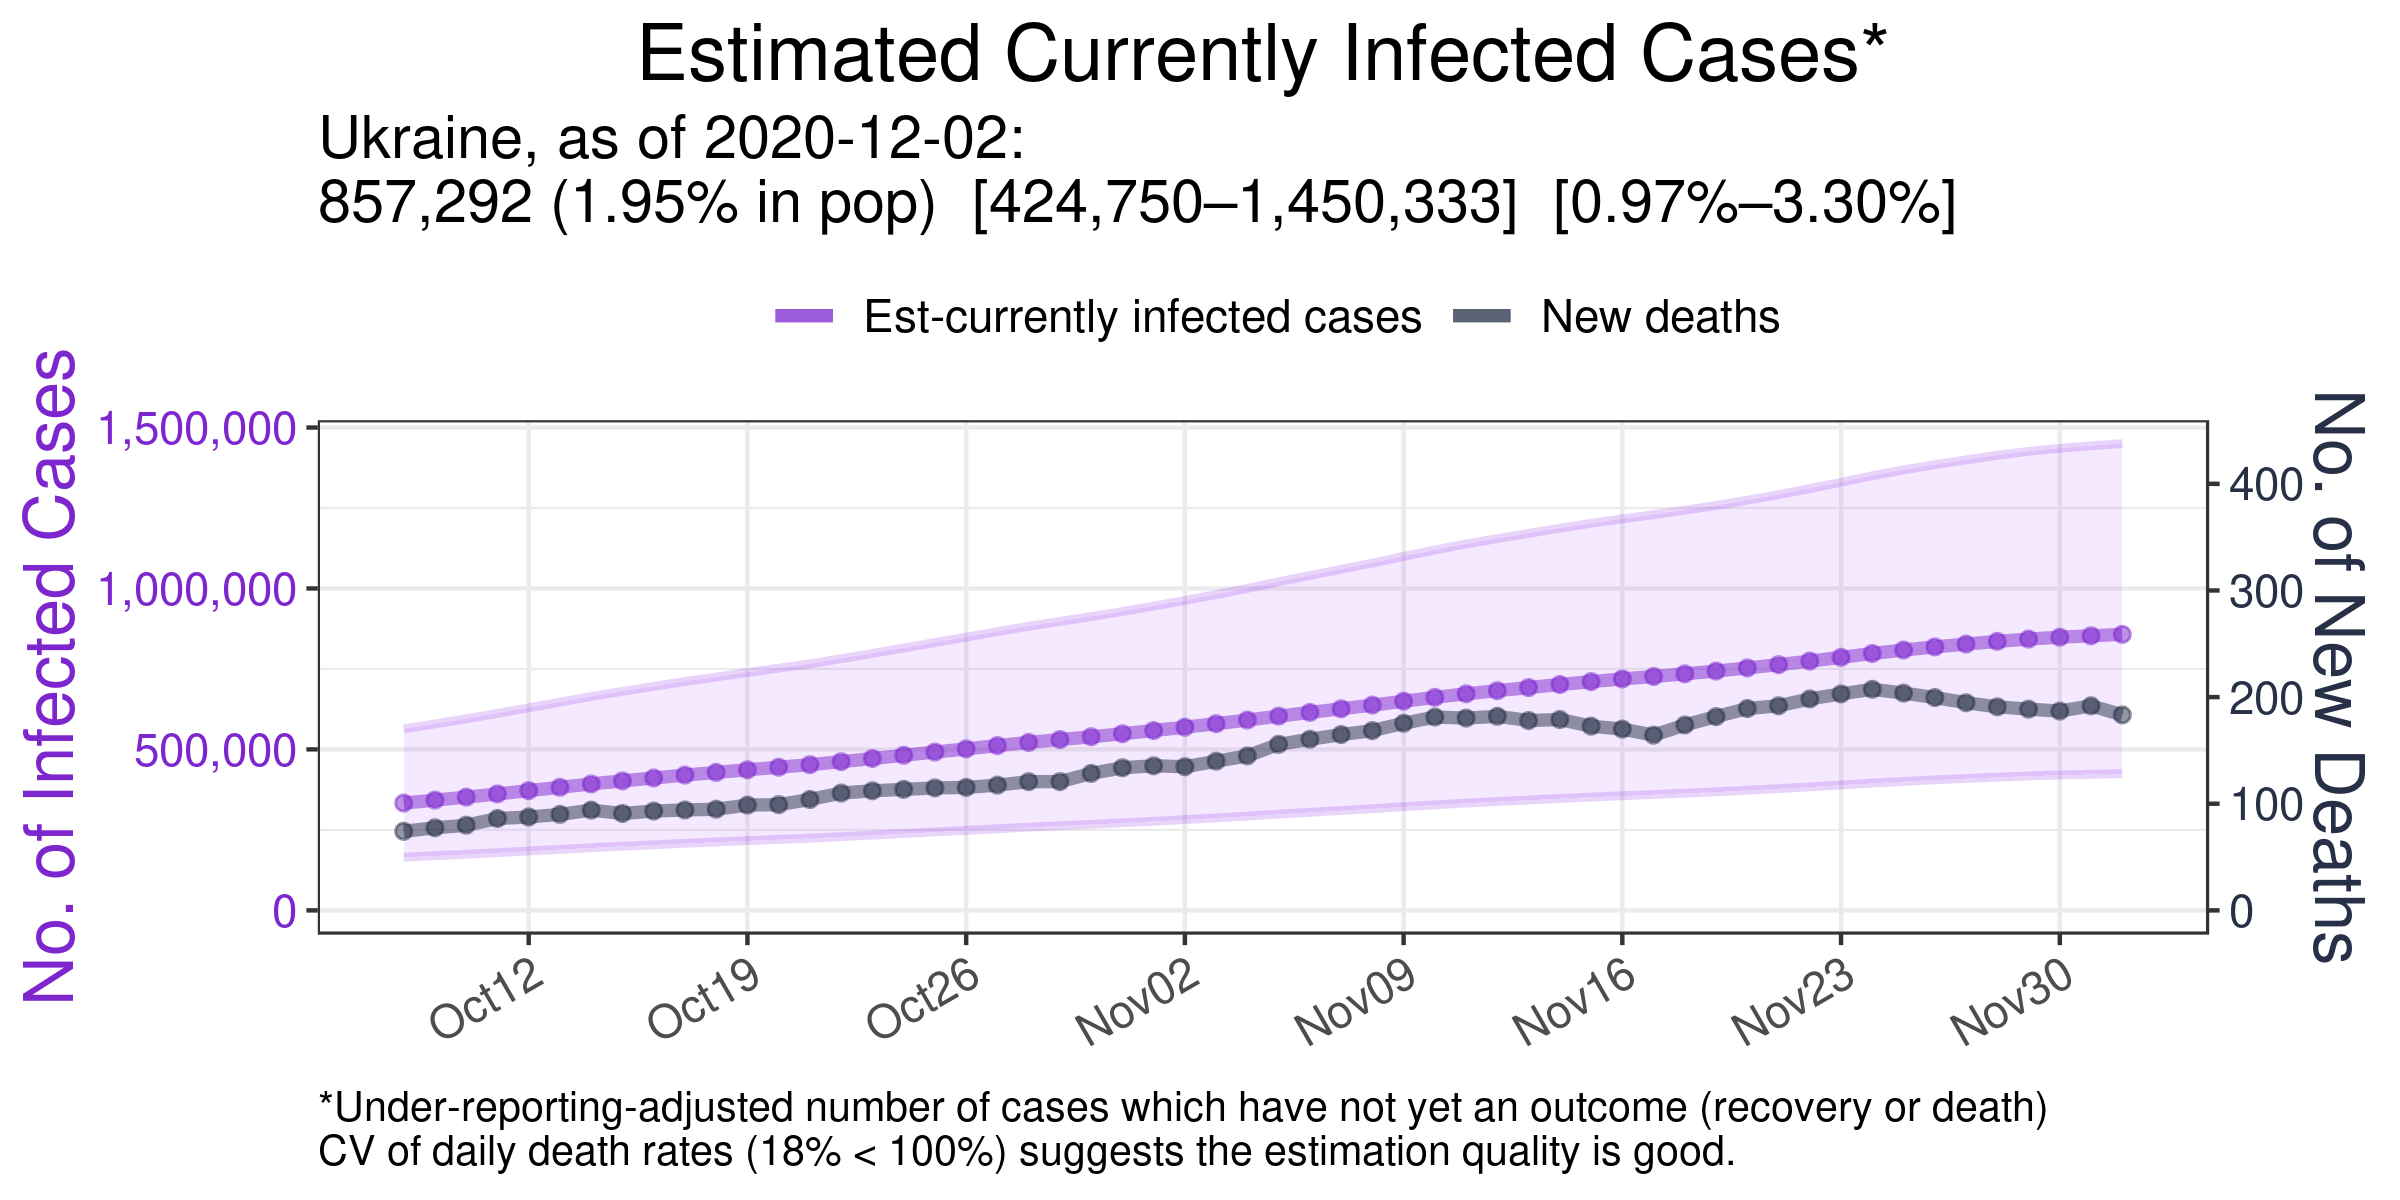 Estimated Currently Infected Cases*
Ukraine, as of 2020-12-02:
857,292 (1.95% in pop)  [424,750–1,450,333]  [0.97%–3.30%]
Est-currently infected cases
New deaths
No. of Infected Cases
1,500,000
1,000,000
500,000
0
No. of New Deaths
400
300
200
100
0
Oct12
Oct19
Oct26
Nov02
Nov09
Nov16
Nov23
Nov30
*Under-reporting-adjusted number of cases which have not yet an outcome (recovery or death)
CV of daily death rates (18% < 100%) suggests the estimation quality is good.